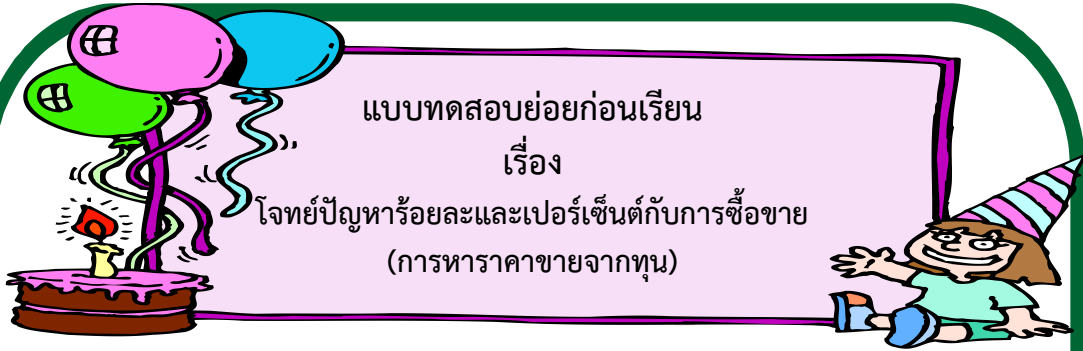 แบบทดสอบย่อยก่อนเรียน
เรื่อง
โจทย์ปัญหาร้อยละและเปอร์เซ็นต์กับการซื้อขาย
(การหาราคาขายจากทุน)